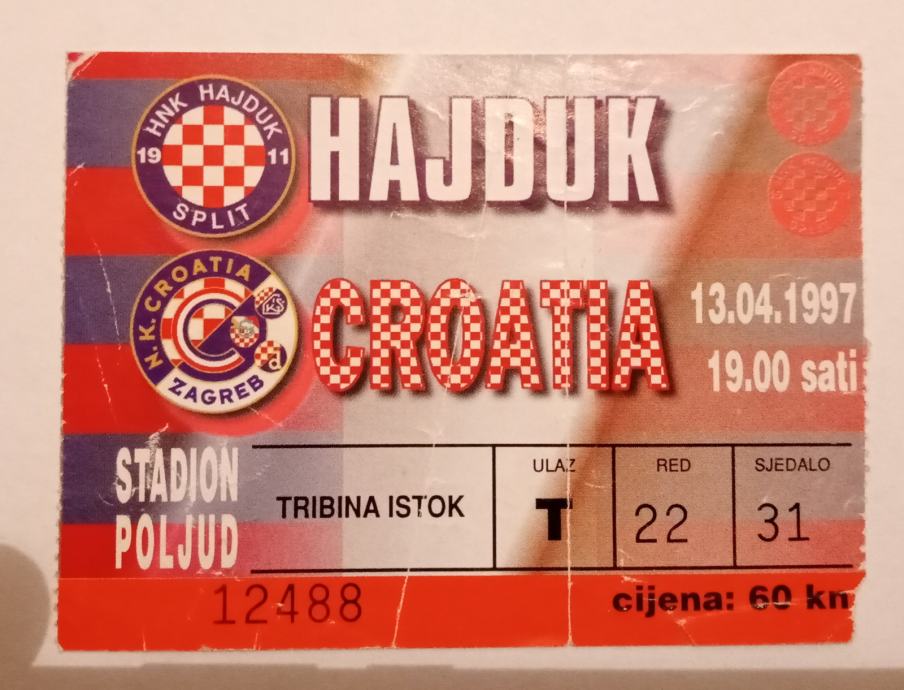 HNK HAJDUK
19 11
SPLIT
HAJDUK
N.K. CROATIA
ZAGREB
CROATIA
13.04.1997
19.00 sati
STADION
POLJUD
TRIBINA ISTOK
ULAZ
T
RED
22
SJEDALO
31
12488
cijena: 60 kn